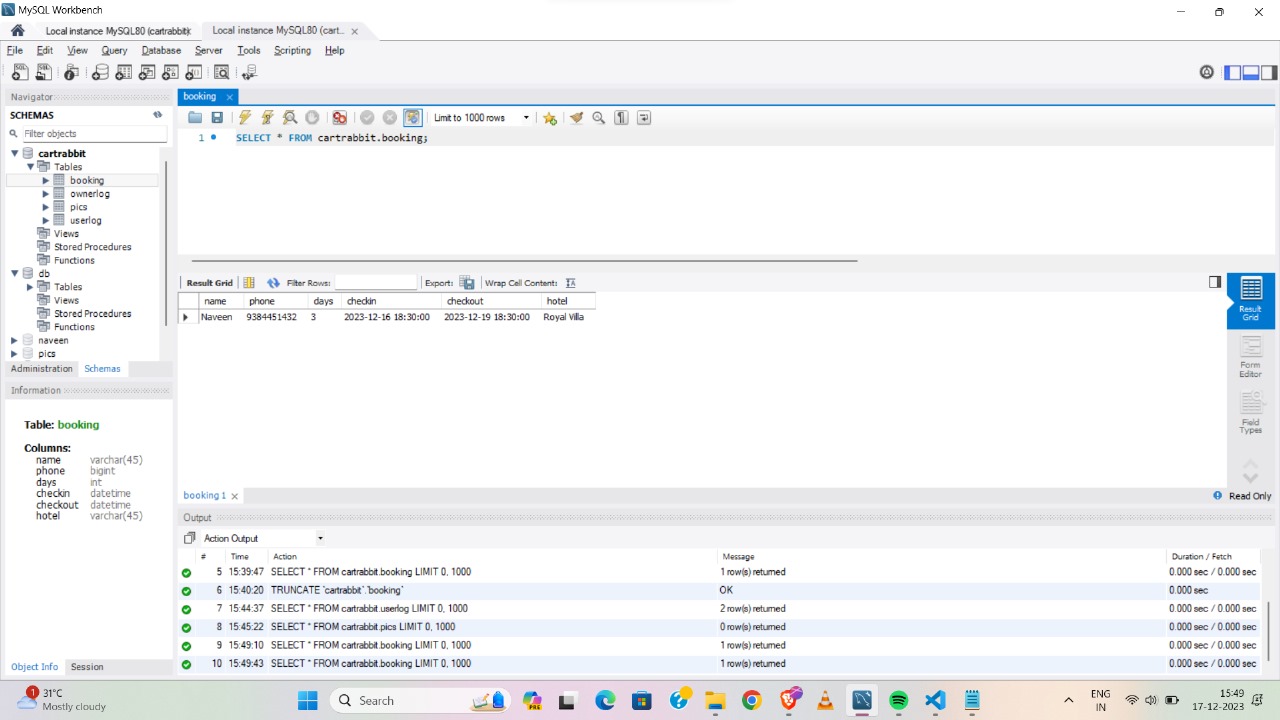 MySQL Workbench
Local instance MySQL80 (cartrabbit)
Local instance MySQL80 (cart...
File Edit View Query Database Server Tools Scripting Help
Navigator
SCHEMAS
Filter objects
cartrabbit
Tables
booking
ownerlog
pics
userlog
Views
Stored Procedures
Functions
db
Tables
Views
Stored Procedures
Functions
naveen
pics
Administration Schemas
Information
Table: booking
Columns:
name varchar(45)
phone bigint
days int
checkin datetime
checkout datetime
hotel varchar(45)
Object Info Session
booking
Limit to 1000 rows
1 SELECT * FROM cartrabbit.booking;
Result Grid Filter Rows: Export: Wrap Cell Content:
name phone days checkin checkout hotel
Naveen 9384451432 3 2023-12-16 18:30:00 2023-12-19 18:30:00 Royal Villa
Result Grid
Form Editor
Field Types
booking 1
Read Only
Output
Action Output
# Time Action Message Duration / Fetch
5 15:39:47 SELECT * FROM cartrabbit.booking LIMIT 0, 1000 1 row(s) returned 0.000 sec / 0.000 sec
6 15:40:20 TRUNCATE `cartrabbit`.`booking` OK 0.000 sec
7 15:44:37 SELECT * FROM cartrabbit.userlog LIMIT 0, 1000 2 row(s) returned 0.000 sec / 0.000 sec
8 15:45:22 SELECT * FROM cartrabbit.pics LIMIT 0, 1000 0 row(s) returned 0.000 sec / 0.000 sec
9 15:49:10 SELECT * FROM cartrabbit.booking LIMIT 0, 1000 1 row(s) returned 0.000 sec / 0.000 sec
10 15:49:43 SELECT * FROM cartrabbit.booking LIMIT 0, 1000 1 row(s) returned 0.000 sec / 0.000 sec
1
31°C
Mostly cloudy
Search
PRE
ENG
IN
15:49
17-12-2023